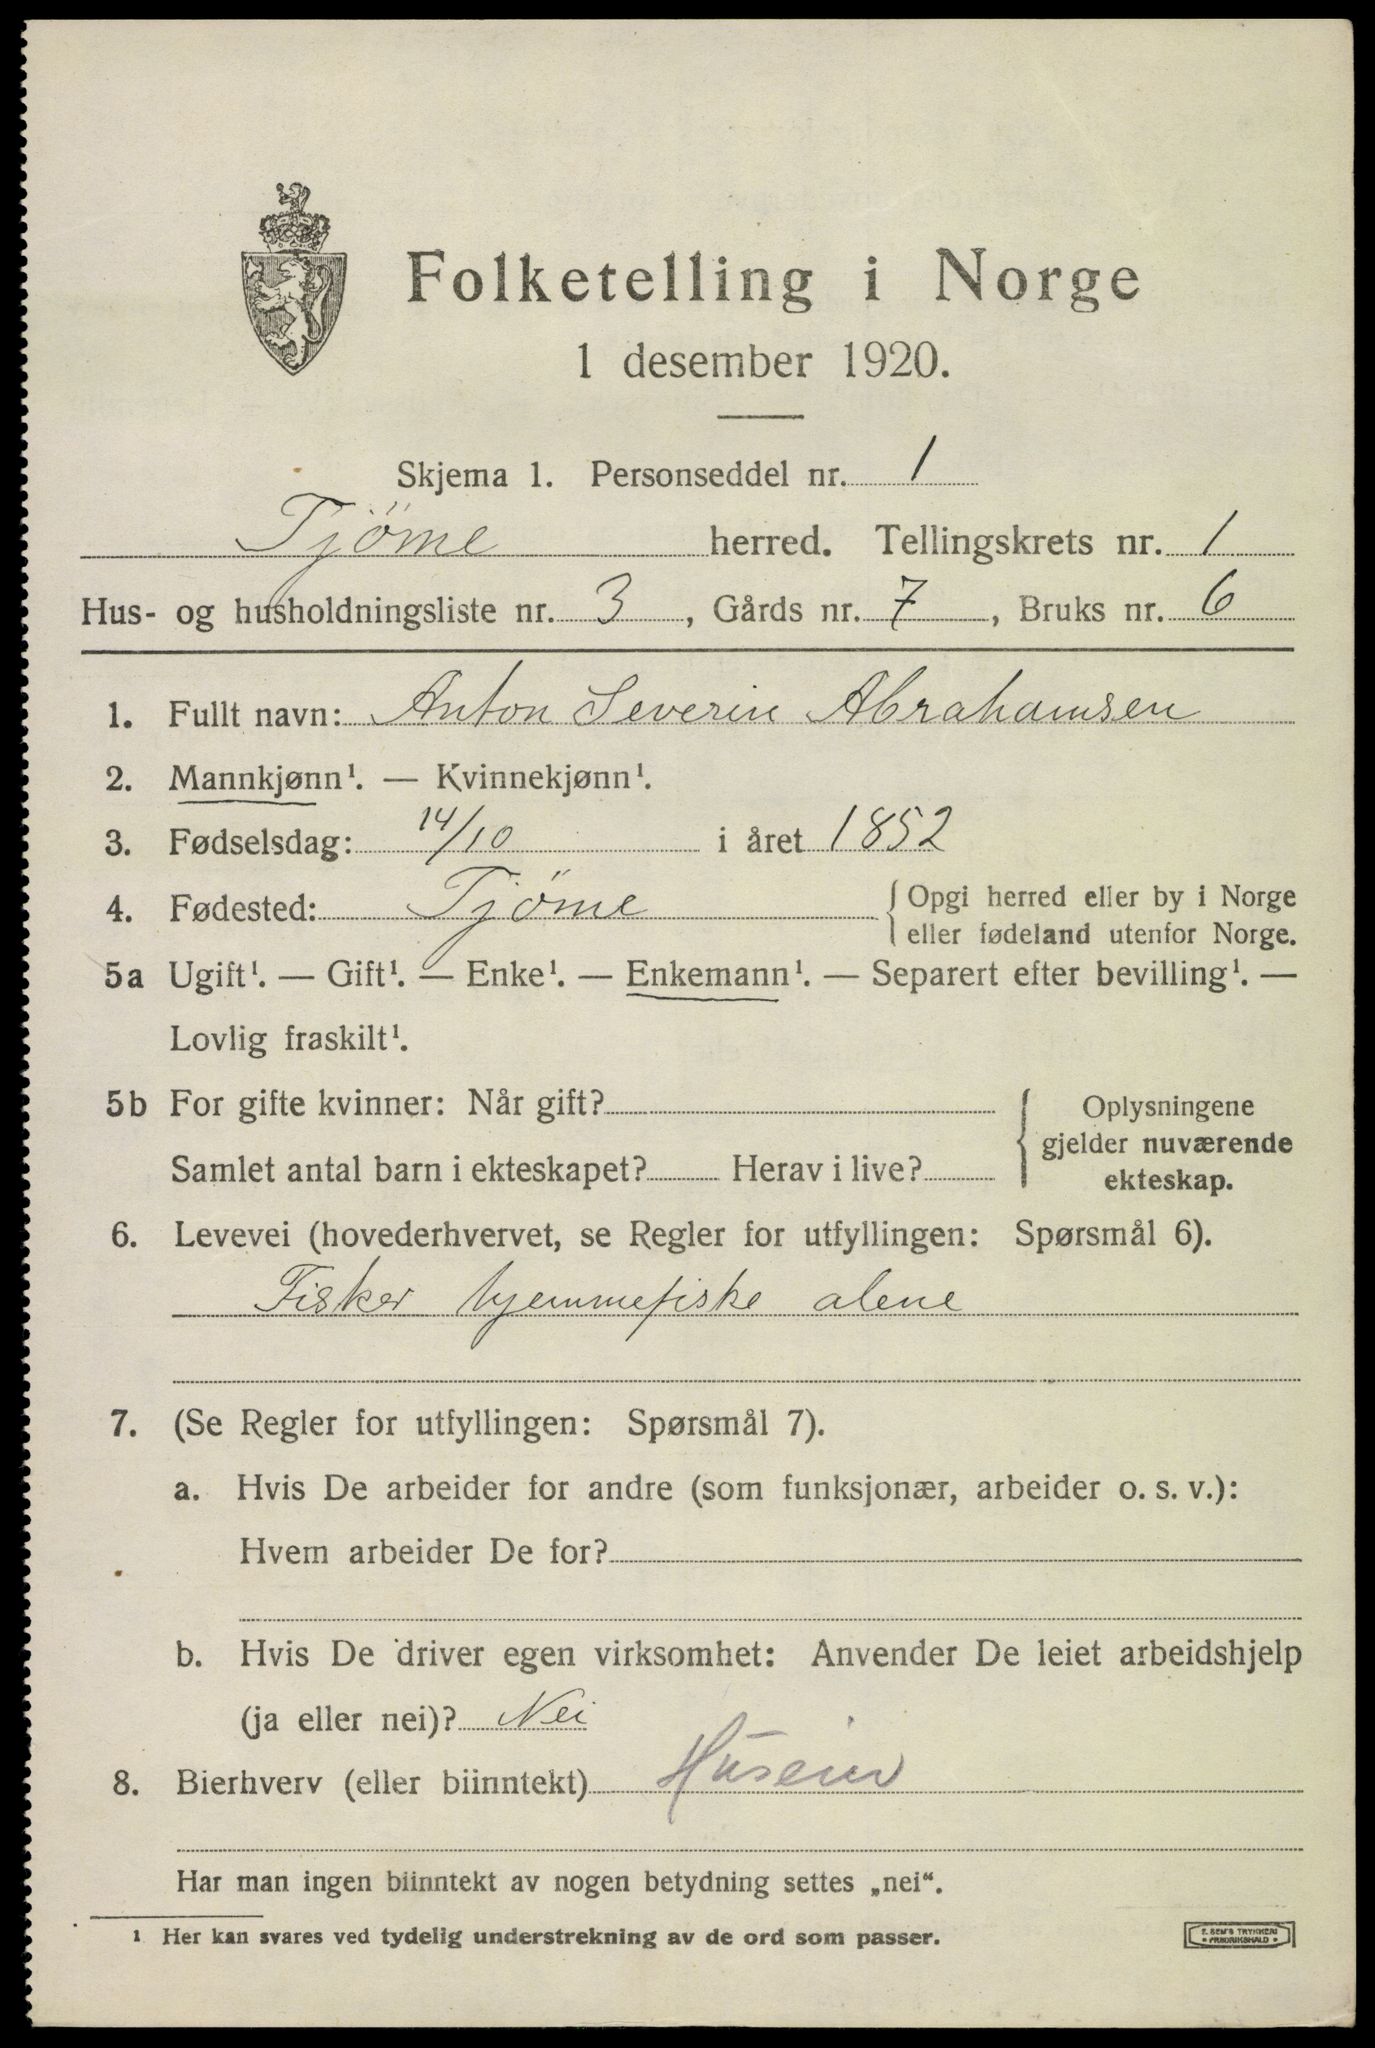 Folketelling i Norge
1 desember 1920.
Skjema 1. Personseddel nr. 1
Tjöme herred. Tellingskrets nr. 1
Hus- og husholdningsliste nr. 3, Gårds nr. 7, Bruks nr. 6
1. Fullt navn: Anton Severin Abrahamsen
2. Mannkjønn¹. — Kvinnekjønn¹.
3. Fødselsdag: 14/10 i året 1852
4. Fødested: Tjöme { Opgi herred eller by i Norge
eller fødeland utenfor Norge.
5a Ugift¹. — Gift¹. — Enke¹. — Enkemann¹. — Separert efter bevilling¹. —
Lovlig fraskilt¹.
5b For gifte kvinner: Når gift? { Oplysningene
gjelder nuværende
Samlet antal barn i ekteskapet? Herav i live? ekteskap.
6. Levevei (hovederhvervet, se Regler for utfyllingen: Spørsmål 6).
Fisker hjemmefiske alene
7. (Se Regler for utfyllingen: Spørsmål 7).
a. Hvis De arbeider for andre (som funksjonær, arbeider o. s. v.):
Hvem arbeider De for?
b. Hvis De driver egen virksomhet: Anvender De leiet arbeidshjelp
(ja eller nei)? Nei
8. Bierhverv (eller biinntekt) Huseier
Har man ingen biinntekt av nogen betydning settes „nei“.
¹ Her kan svares ved tydelig understrekning av de ord som passer.
E. SEM'S TRYKKERI
• FREDRIKSHALD •